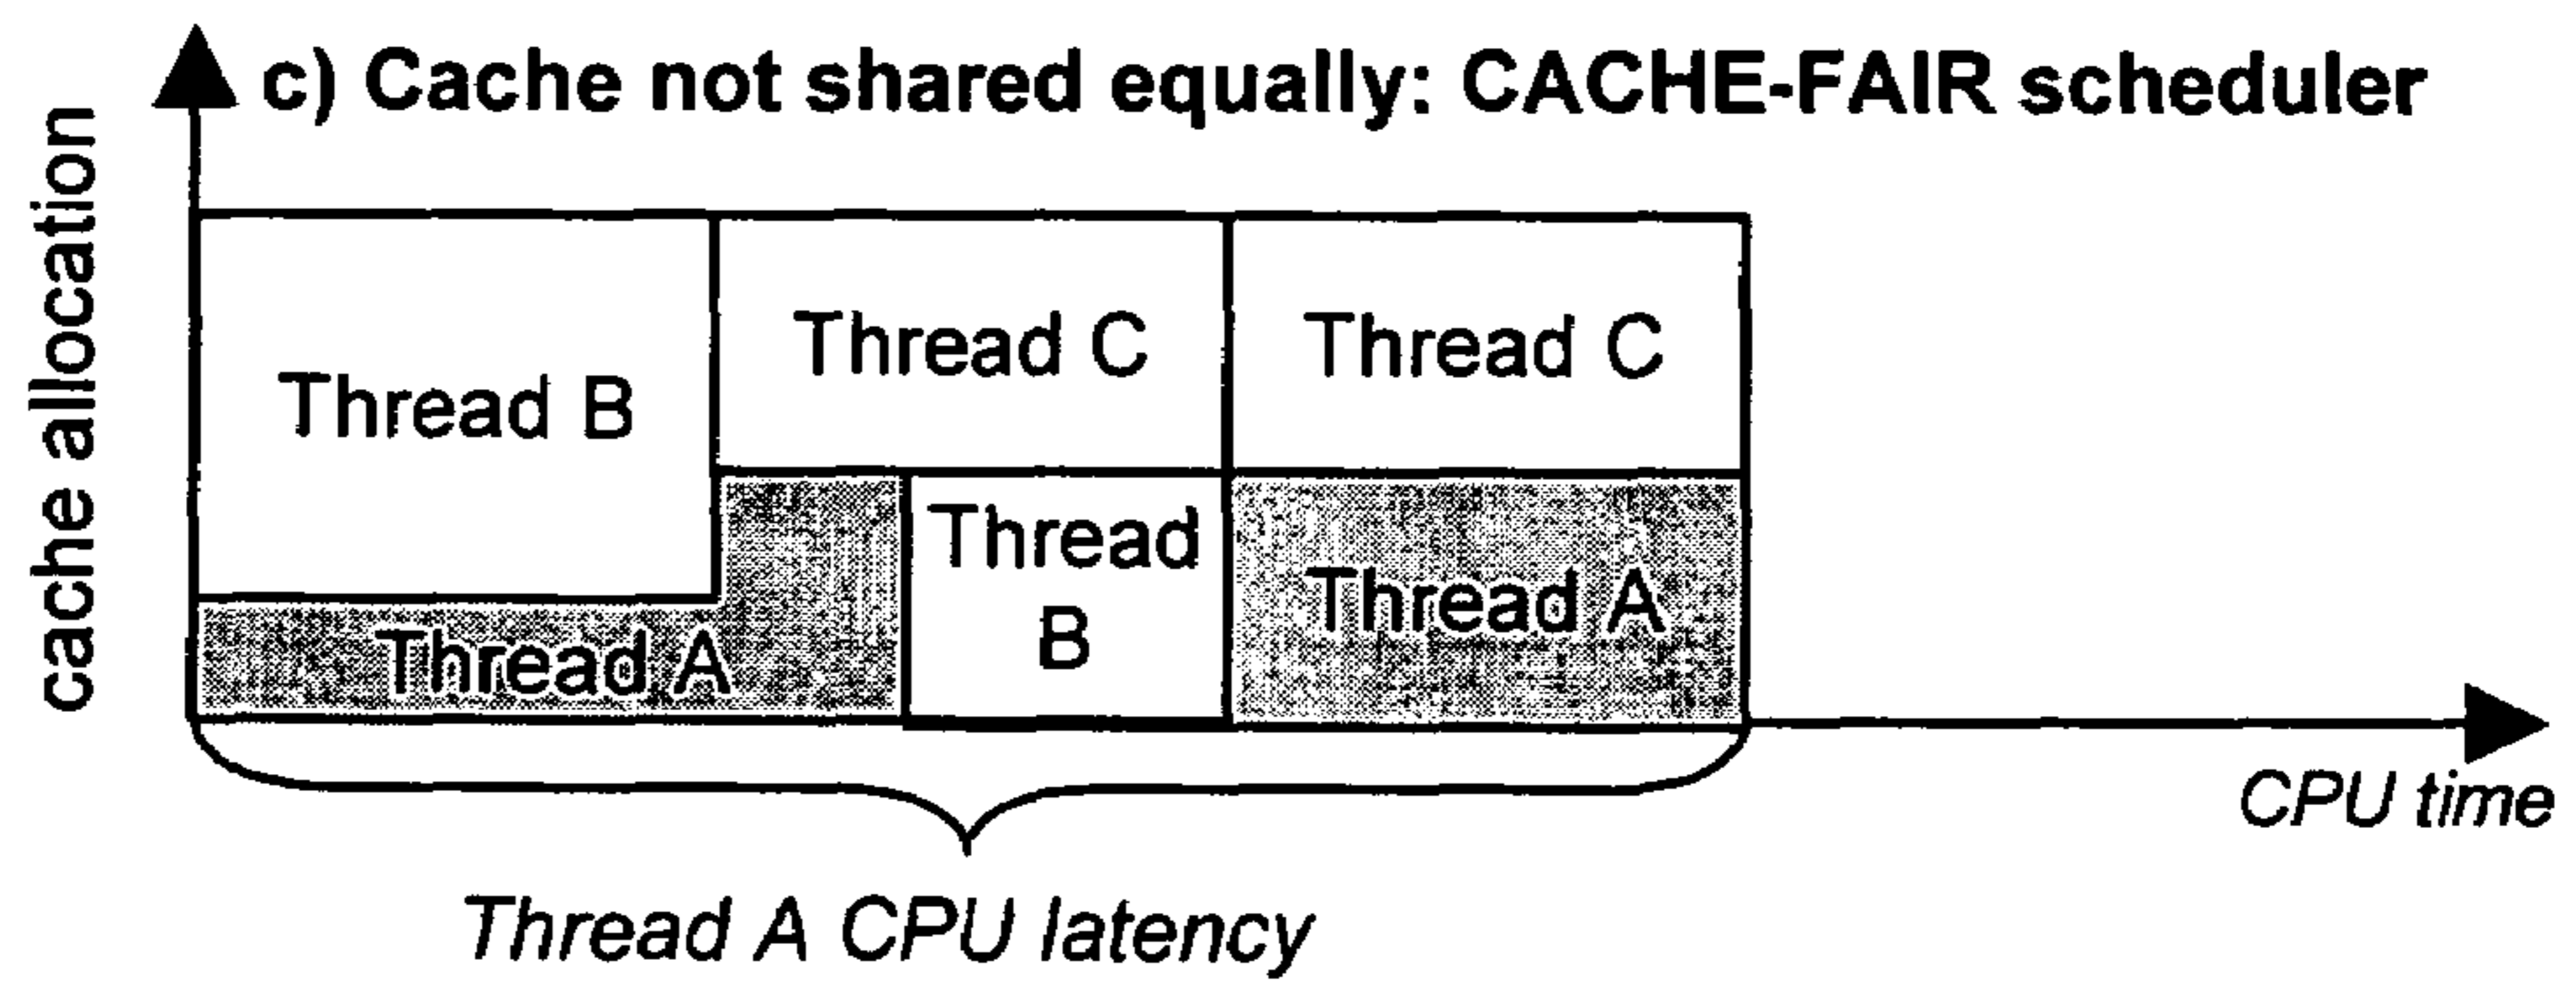 c) Cache not shared equally: CACHE-FAIR scheduler
cache allocation
Thread B
Thread C
Thread C
Thread A
Thread
B
Thread A
CPU time
Thread A CPU latency